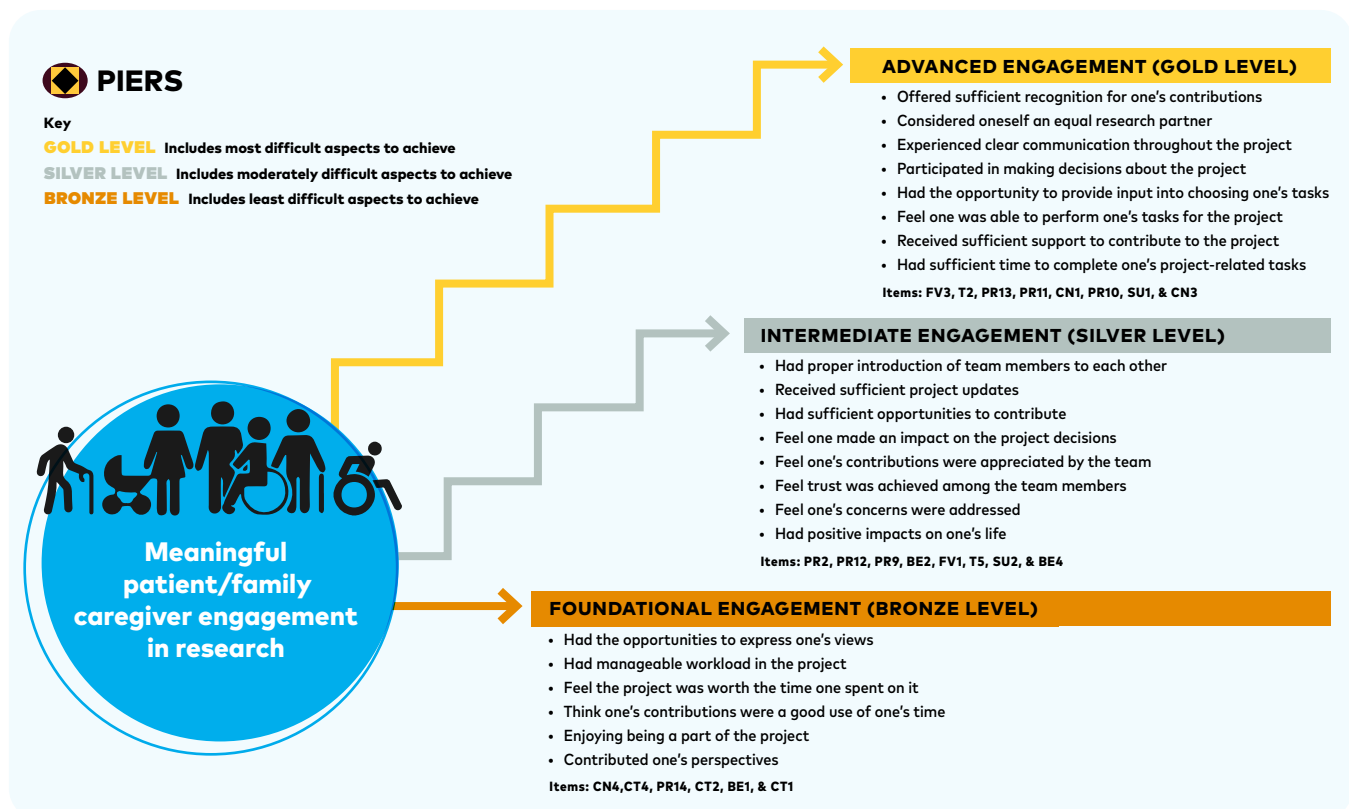 PIERS
Key
GOLD LEVEL Includes most difficult aspects to achieve
SILVER LEVEL Includes moderately difficult aspects to achieve
BRONZE LEVEL Includes least difficult aspects to achieve
ADVANCED ENGAGEMENT (GOLD LEVEL)
• Offered sufficient recognition for one's contributions
• Considered oneself an equal research partner
• Experienced clear communication throughout the project
• Participated in making decisions about the project
• Had the opportunity to provide input into choosing one's tasks
• Feel one was able to perform one's tasks for the project
• Received sufficient support to contribute to the project
• Had sufficient time to complete one's project-related tasks
Items: FV3, T2, PR13, PR11, CN1, PR10, SU1, & CN3
INTERMEDIATE ENGAGEMENT (SILVER LEVEL)
• Had proper introduction of team members to each other
• Received sufficient project updates
• Had sufficient opportunities to contribute
• Feel one made an impact on the project decisions
• Feel one's contributions were appreciated by the team
• Feel trust was achieved among the team members
• Feel one's concerns were addressed
• Had positive impacts on one's life
Items: PR2, PR12, PR9, BE2, FV1, T5, SU2, & BE4
Meaningful
patient/family
caregiver engagement
in research
FOUNDATIONAL ENGAGEMENT (BRONZE LEVEL)
• Had the opportunities to express one's views
• Had manageable workload in the project
• Feel the project was worth the time one spent on it
• Think one's contributions were a good use of one's time
• Enjoying being a part of the project
• Contributed one's perspectives
Items: CN4,CT4, PR14, CT2, BE1, & CT1